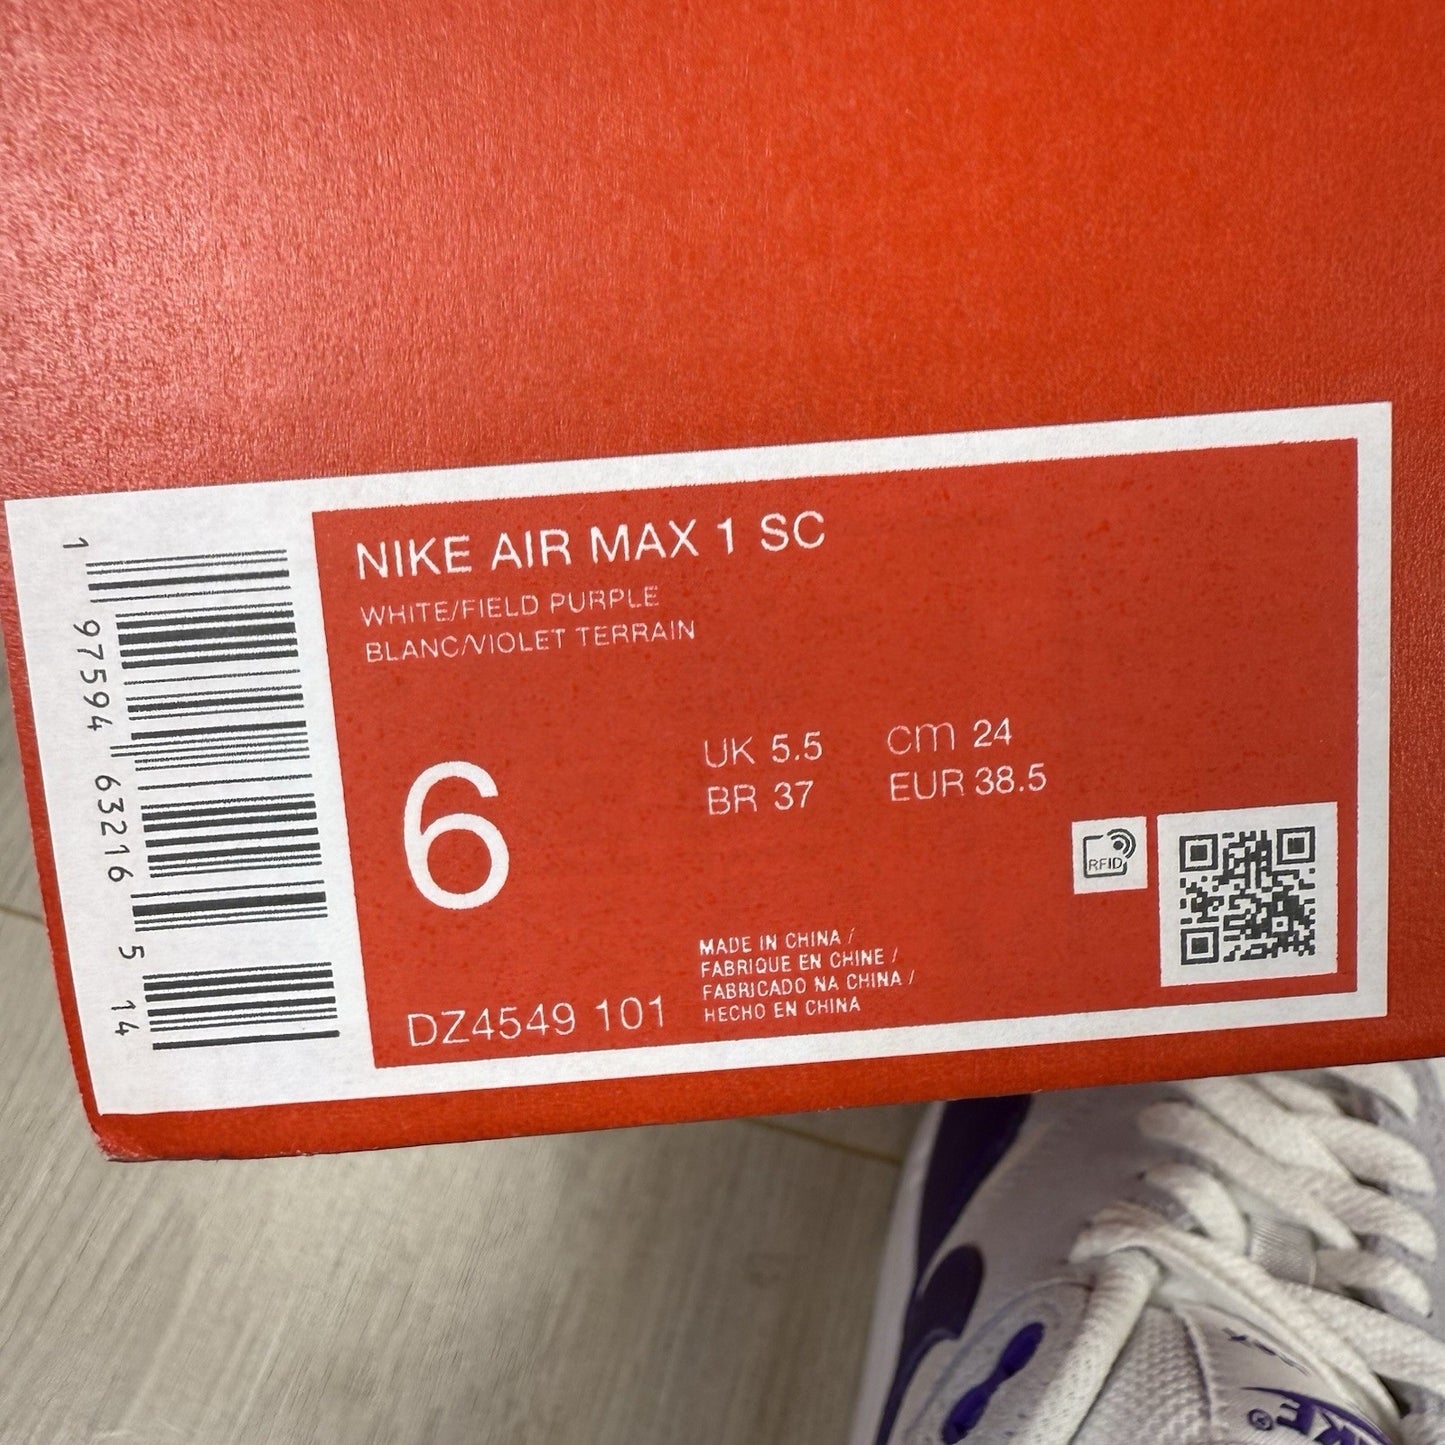 NIKE AIR MAX 1 SC
WHITE/FIELD PURPLE
BLANC/VIOLET TERRAIN
6
UK 5.5
cm 24
BR 37
EUR 38.5
RFID
MADE IN CHINA /
FABRIQUE EN CHINE /
FABRICADO NA CHINA /
HECHO EN CHINA
DZ4549 101
1 97594 63216 5 14